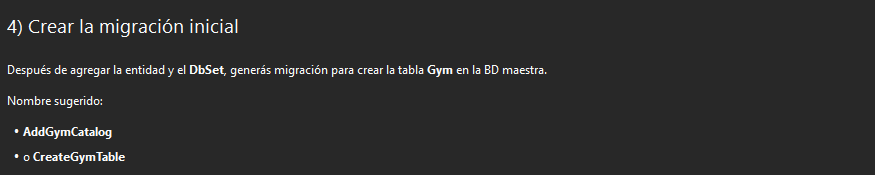 4) Crear la migración inicial
Después de agregar la entidad y el DbSet, generás migración para crear la tabla Gym en la BD maestra.
Nombre sugerido:
• AddGymCatalog
• o CreateGymTable